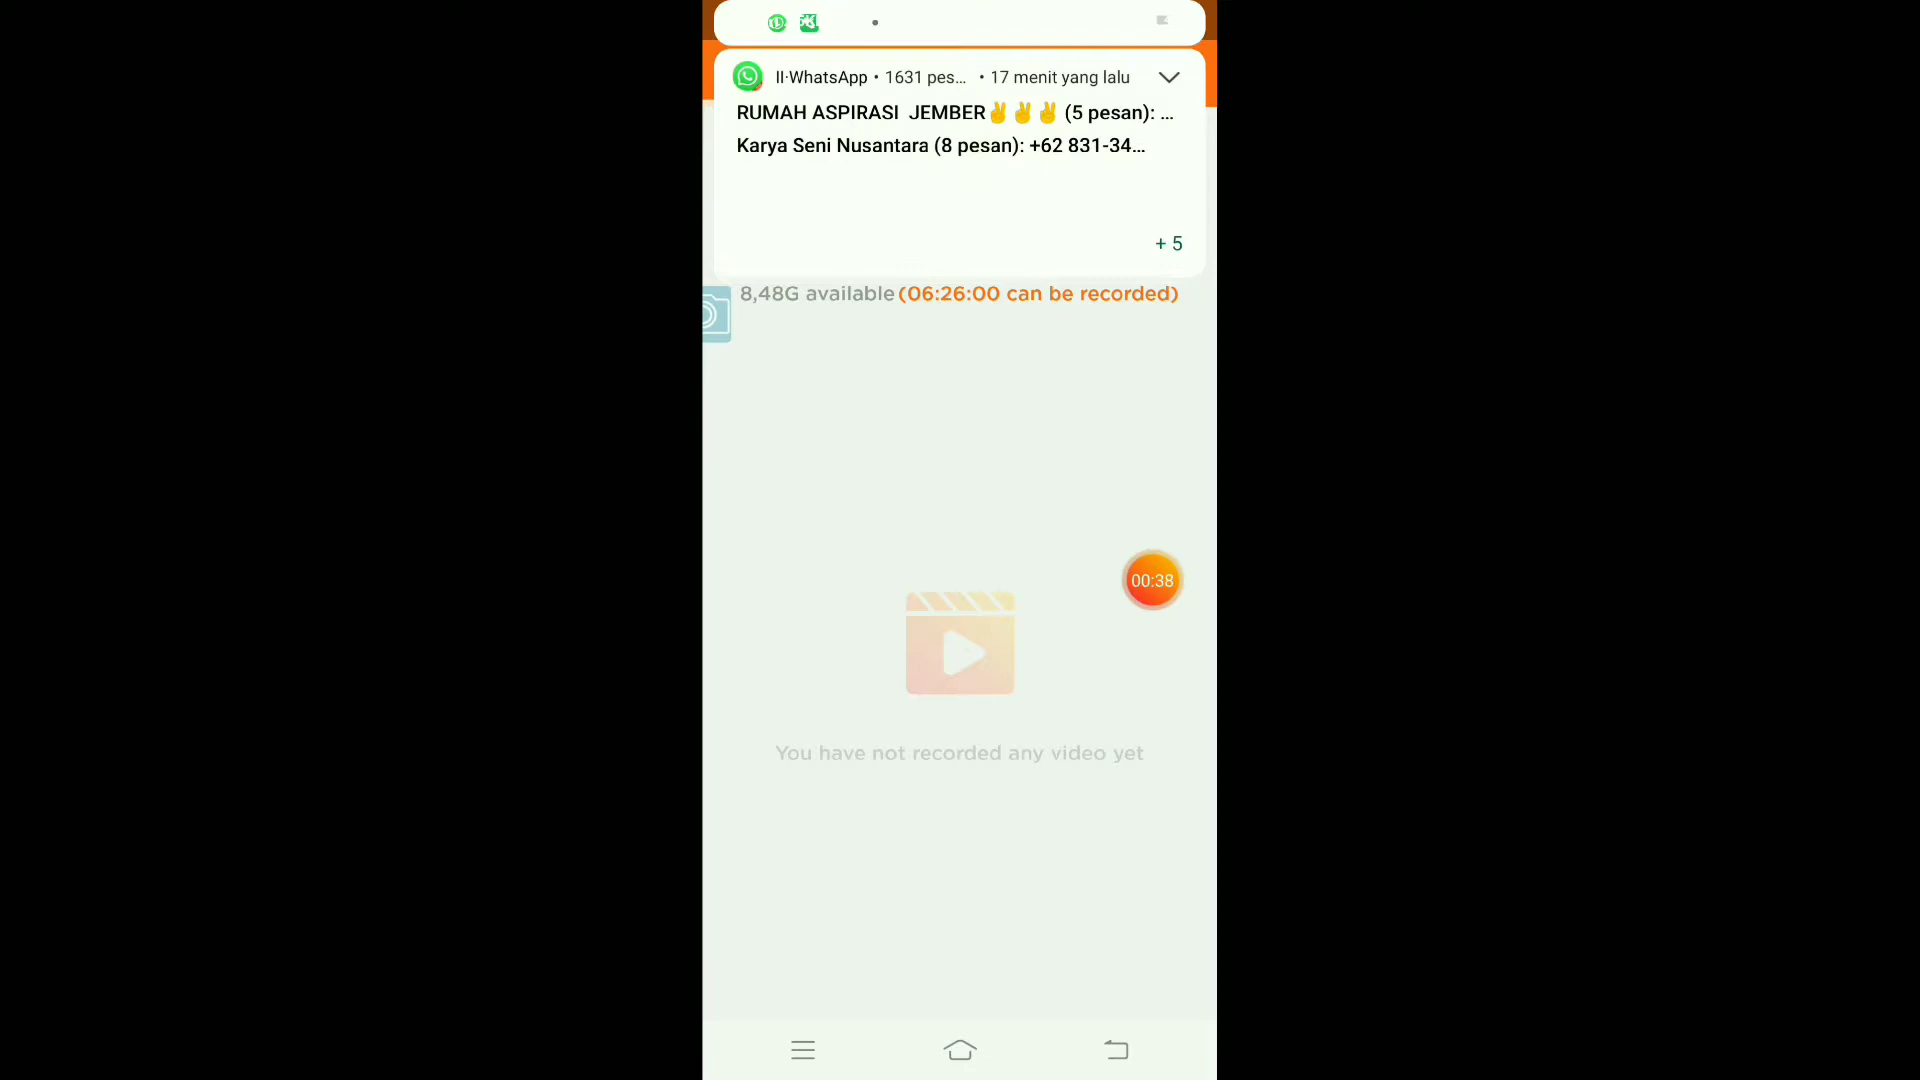 II·WhatsApp • 1631 pes... • 17 menit yang lalu
RUMAH ASPIRASI JEMBER✌✌✌ (5 pesan): ...
Karya Seni Nusantara (8 pesan): +62 831-34...
+ 5
8,48G available (06:26:00 can be recorded)
00:38
You have not recorded any video yet